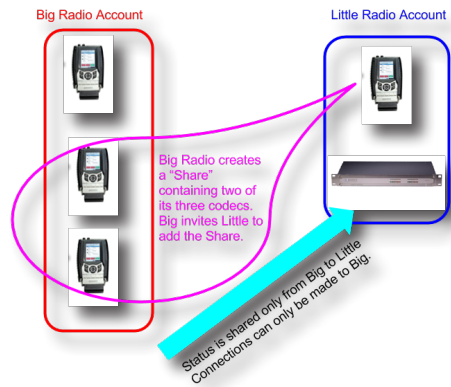 Big Radio Account
Little Radio Account
Big Radio creates
a “Share”
containing two of
its three codecs.
Big invites Little to
add the Share.
Status is shared only from Big to Little
Connections can only be made to Big.